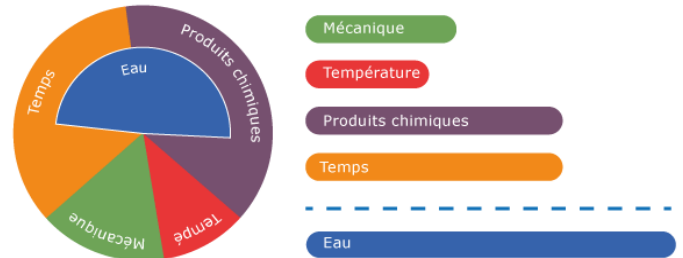 Temps
Eau
Produits chimiques
Mécanique
Tempé
Mécanique
Température
Produits chimiques
Temps
Eau